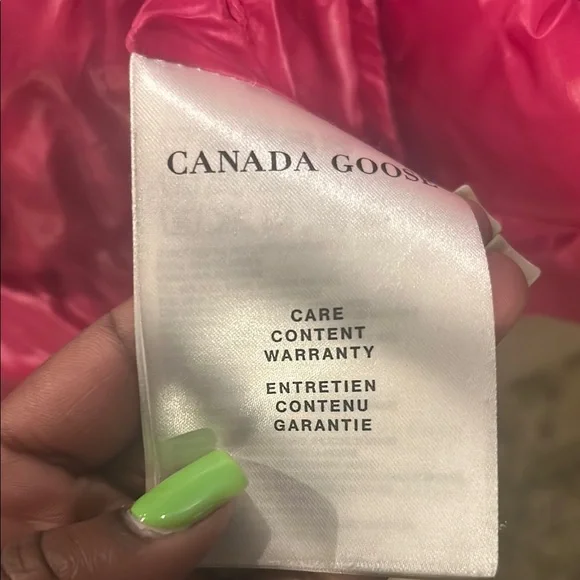 CANADA GOOSE
CARE
CONTENT
WARRANTY
ENTRETIEN
CONTENU
GARANTIE